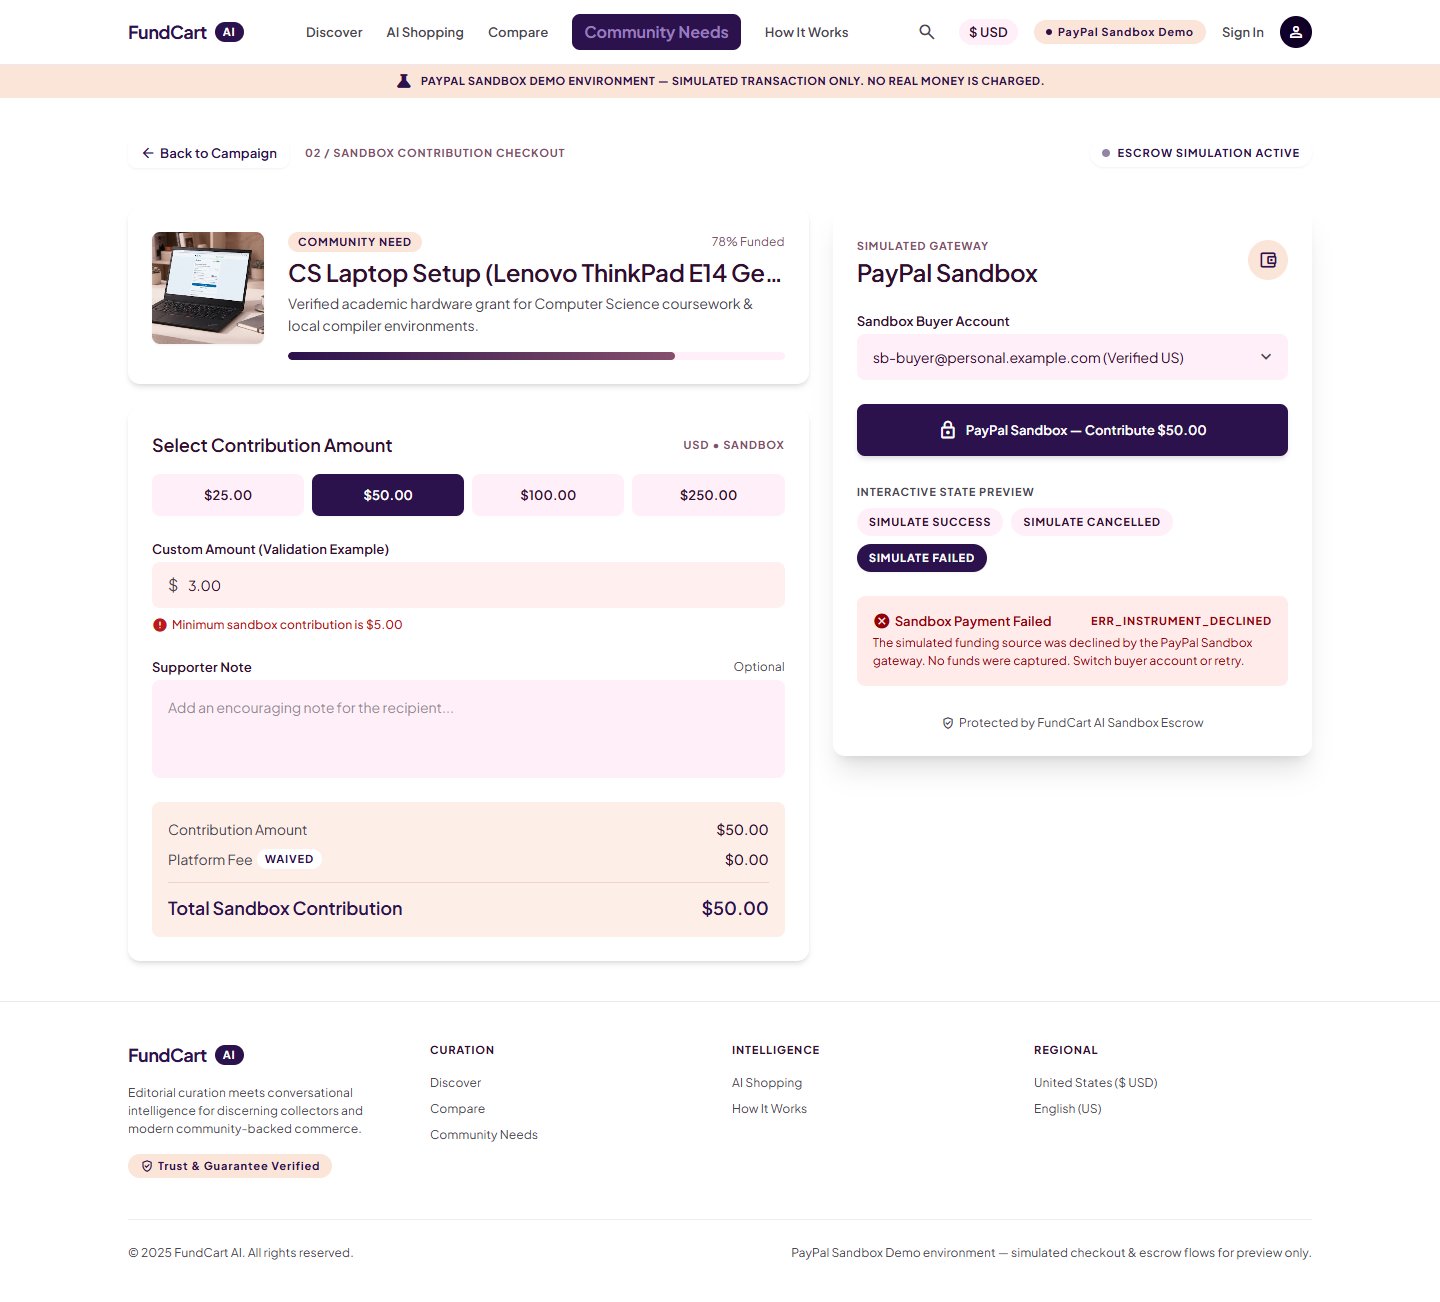 FundCart AI
Discover
AI Shopping
Compare
Community Needs
How It Works
$ USD
PayPal Sandbox Demo
Sign In
PAYPAL SANDBOX DEMO ENVIRONMENT — SIMULATED TRANSACTION ONLY. NO REAL MONEY IS CHARGED.
Back to Campaign
02 / SANDBOX CONTRIBUTION CHECKOUT
ESCROW SIMULATION ACTIVE
COMMUNITY NEED
78% Funded
CS Laptop Setup (Lenovo ThinkPad E14 Ge...
Verified academic hardware grant for Computer Science coursework &
local compiler environments.
Select Contribution Amount
USD • SANDBOX
$25.00
$50.00
$100.00
$250.00
Custom Amount (Validation Example)
$ 3.00
Minimum sandbox contribution is $5.00
Supporter Note
Optional
Add an encouraging note for the recipient...
Contribution Amount
$50.00
Platform Fee WAIVED
$0.00
Total Sandbox Contribution
$50.00
SIMULATED GATEWAY
PayPal Sandbox
Sandbox Buyer Account
sb-buyer@personal.example.com (Verified US)
PayPal Sandbox — Contribute $50.00
INTERACTIVE STATE PREVIEW
SIMULATE SUCCESS
SIMULATE CANCELLED
SIMULATE FAILED
Sandbox Payment Failed
ERR_INSTRUMENT_DECLINED
The simulated funding source was declined by the PayPal Sandbox
gateway. No funds were captured. Switch buyer account or retry.
Protected by FundCart AI Sandbox Escrow
FundCart AI
Editorial curation meets conversational
intelligence for discerning collectors and
modern community-backed commerce.
Trust & Guarantee Verified
CURATION
Discover
Compare
Community Needs
INTELLIGENCE
AI Shopping
How It Works
REGIONAL
United States ($ USD)
English (US)
© 2025 FundCart AI. All rights reserved.
PayPal Sandbox Demo environment — simulated checkout & escrow flows for preview only.